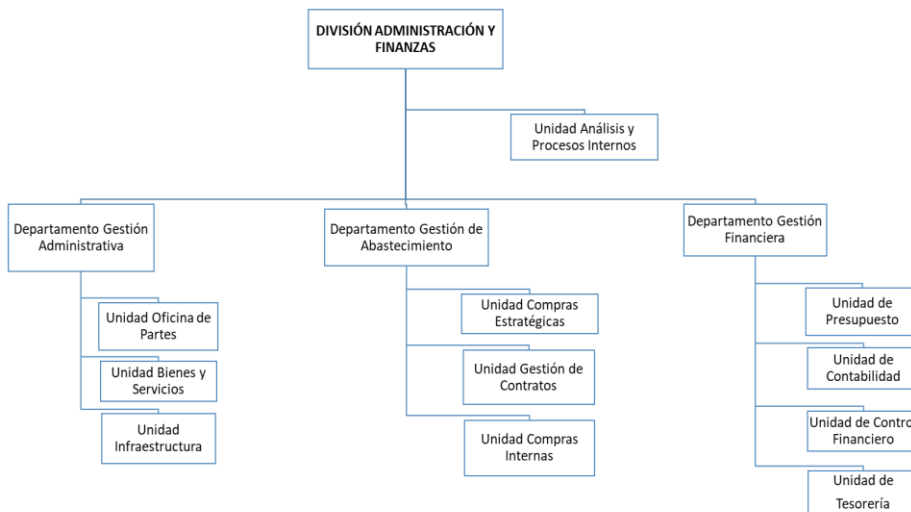 DIVISIÓN ADMINISTRACIÓN Y
FINANZAS
Unidad Análisis y
Procesos Internos
Departamento Gestión
Administrativa
Departamento Gestión de
Abastecimiento
Departamento Gestión
Financiera
Unidad Oficina de
Partes
Unidad Bienes y
Servicios
Unidad
Infraestructura
Unidad Compras
Estratégicas
Unidad Gestión de
Contratos
Unidad Compras
Internas
Unidad de
Presupuesto
Unidad de
Contabilidad
Unidad de Control
Financiero
Unidad de
Tesorería